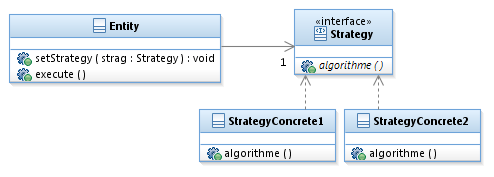 Entity
setStrategy ( strag : Strategy ) : void
execute ( )
1
«interface»
Strategy
algorithme ( )
StrategyConcrete1
algorithme ( )
StrategyConcrete2
algorithme ( )